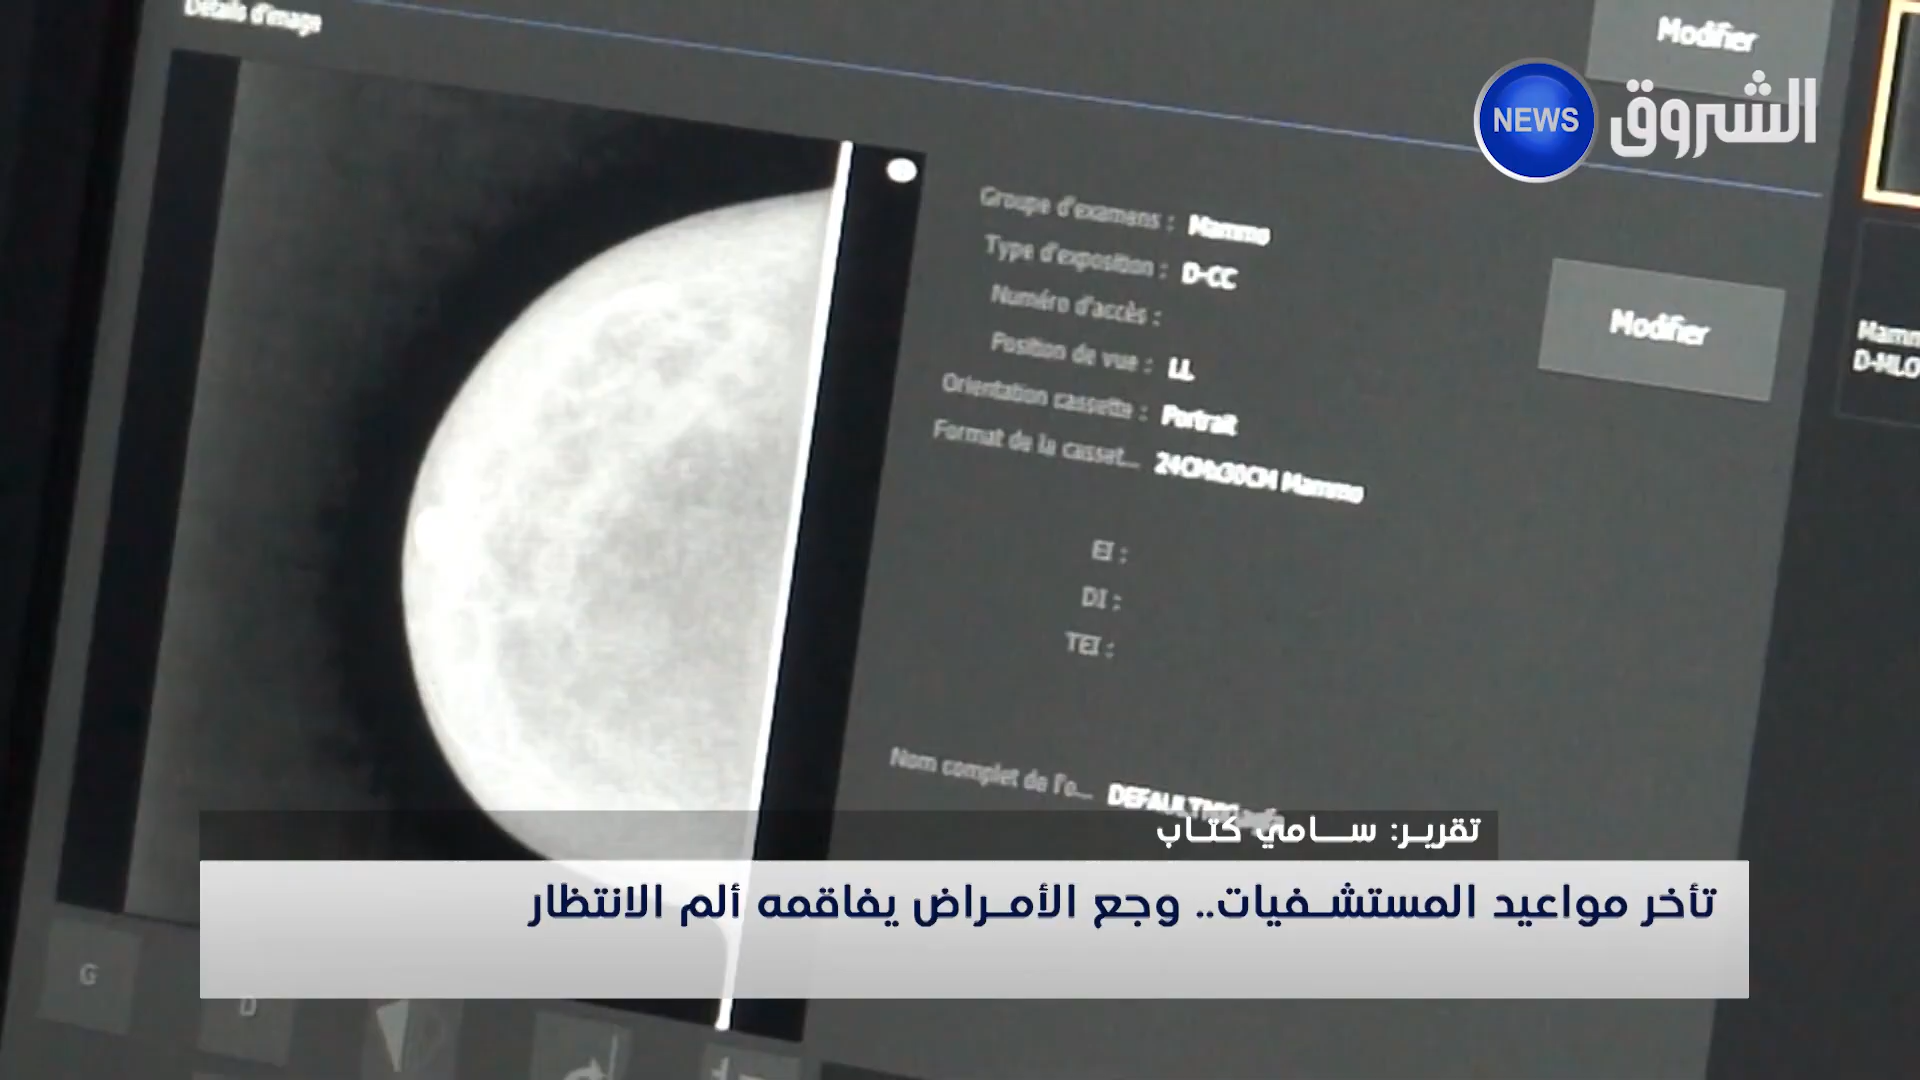 Détails d'image
Modifier
NEWS الشروق
Groupe d'examens : Mammo
Type d'exposition : D-CC
Numéro d'accès :
Position de vue : LL
Orientation cassette : Portrait
Format de la casset... 24CMx30CM Mammo
Modifier
D-MLO
EI :
DI :
TEI :
Nom complet de l'o...
تقرير: سامي كتاب
تأخر مواعيد المستشفيات.. وجع الأمراض يفاقمه ألم الانتظار
G
D